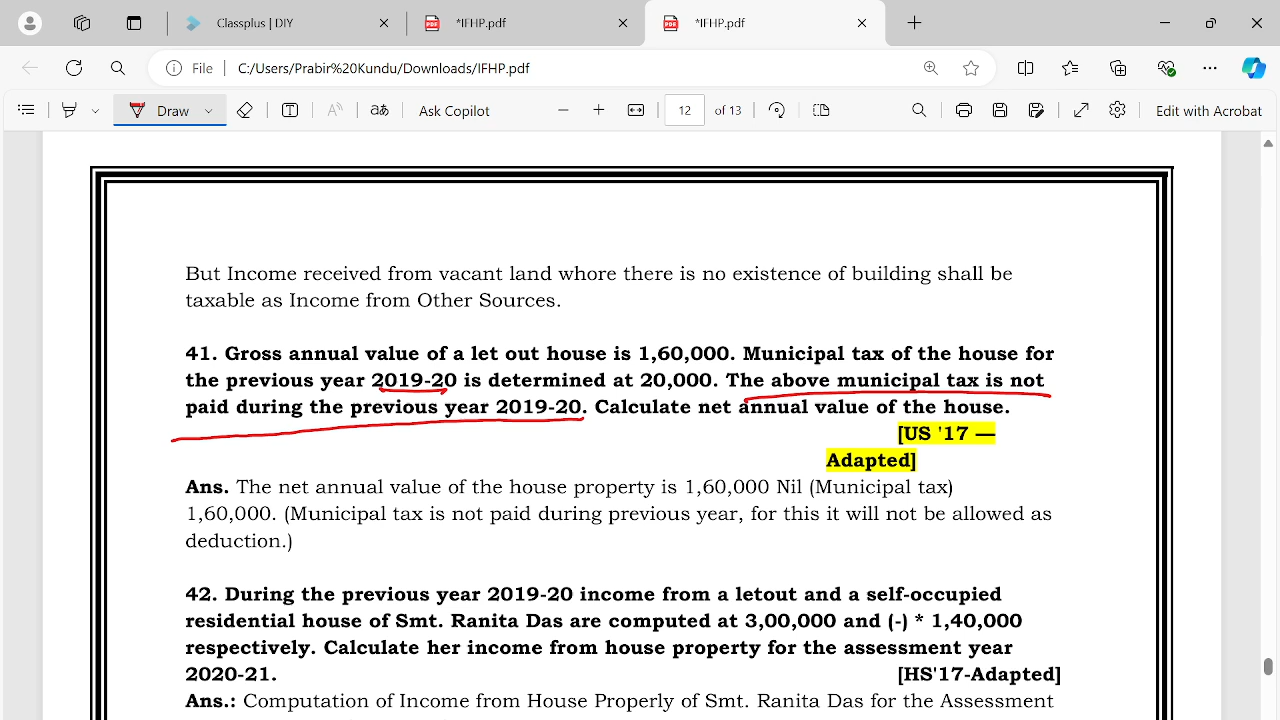 Classplus | DIY
*IFHP.pdf
*IFHP.pdf
File
C:/Users/Prabir%20Kundu/Downloads/IFHP.pdf
Draw
Ask Copilot
12
of 13
Edit with Acrobat
But Income received from vacant land whore there is no existence of building shall be
taxable as Income from Other Sources.
41. Gross annual value of a let out house is 1,60,000. Municipal tax of the house for
the previous year 2019-20 is determined at 20,000. The above municipal tax is not
paid during the previous year 2019-20. Calculate net annual value of the house.
[US '17 —
Adapted]
Ans. The net annual value of the house property is 1,60,000 Nil (Municipal tax)
1,60,000. (Municipal tax is not paid during previous year, for this it will not be allowed as
deduction.)
42. During the previous year 2019-20 income from a letout and a self-occupied
residential house of Smt. Ranita Das are computed at 3,00,000 and (-) * 1,40,000
respectively. Calculate her income from house property for the assessment year
2020-21. [HS'17-Adapted]
Ans.: Computation of Income from House Properly of Smt. Ranita Das for the Assessment